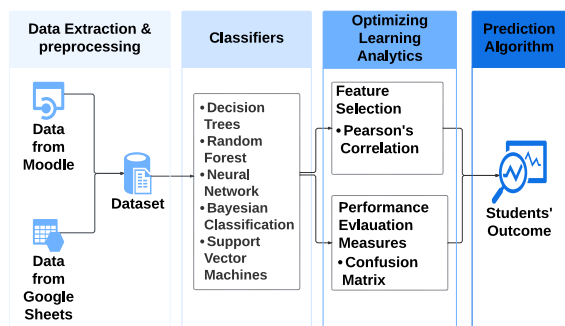 Data Extraction &
preprocessing
Data
from
Moodle
Data
from
Google
Sheets
Dataset
Classifiers
• Decision
Trees
• Random
Forest
• Neural
Network
• Bayesian
Classification
• Support
Vector
Machines
Optimizing
Learning
Analytics
Feature
Selection
• Pearson's
Correlation
Performance
Evlauation
Measures
• Confusion
Matrix
Prediction
Algorithm
Students'
Outcome